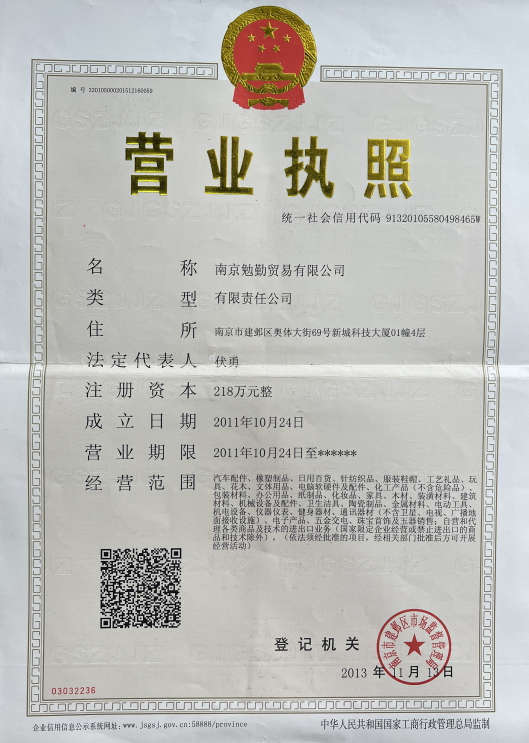 编号 320105000201512160059
营业执照
统一社会信用代码 91320105580498465W
名称 南京勉勤贸易有限公司
类型 有限责任公司
住所 南京市建邺区奥体大街69号新城科技大厦01幢4层
法定代表人 伏勇
注册资本 218万元整
成立日期 2011年10月24日
营业期限 2011年10月24日至******
经营范围 汽车配件、橡塑制品、日用百货、针纺织品、服装鞋帽、工艺礼品、玩
具、花木、文体用品、电脑软硬件及配件、化工产品（不含危险品）、
包装材料、办公用品、纸制品、化妆品、家具、木材、装潢材料、建筑
材料、机械设备及配件、卫生洁具、陶瓷制品、金属材料、电动工具、
机电设备、仪器仪表、健身器材、通讯器材（不含卫星、电视、广播地
面接收设施）、电子产品、五金交电、珠宝首饰及玉器销售；自营和代
理各类商品及技术的进出口业务（国家限定企业经营或禁止进出口的商
品和技术除外）。（依法须经批准的项目，经相关部门批准后方可开展
经营活动）
登记机关
南京市建邺区市场监督管理局
2013 年 11 月 13 日
03032236
企业信用信息公示系统网址：www.jsgsj.gov.cn:58888/province
中华人民共和国国家工商行政管理总局监制